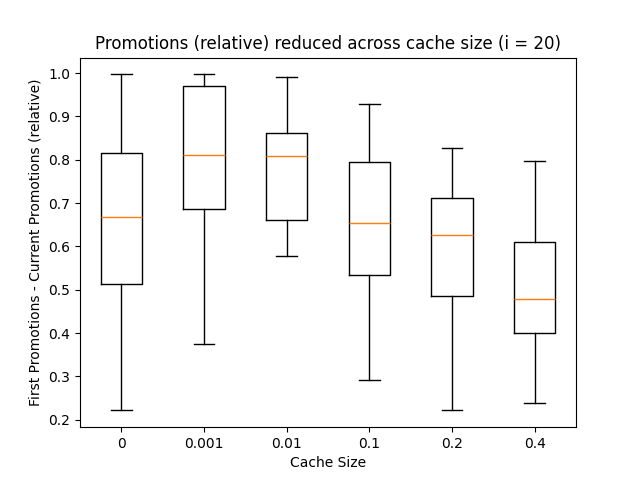 Promotions (relative) reduced across cache size (i = 20)
First Promotions - Current Promotions (relative)
1.0
0.9
0.8
0.7
0.6
0.5
0.4
0.3
0.2
0 0.001 0.01 0.1 0.2 0.4
Cache Size